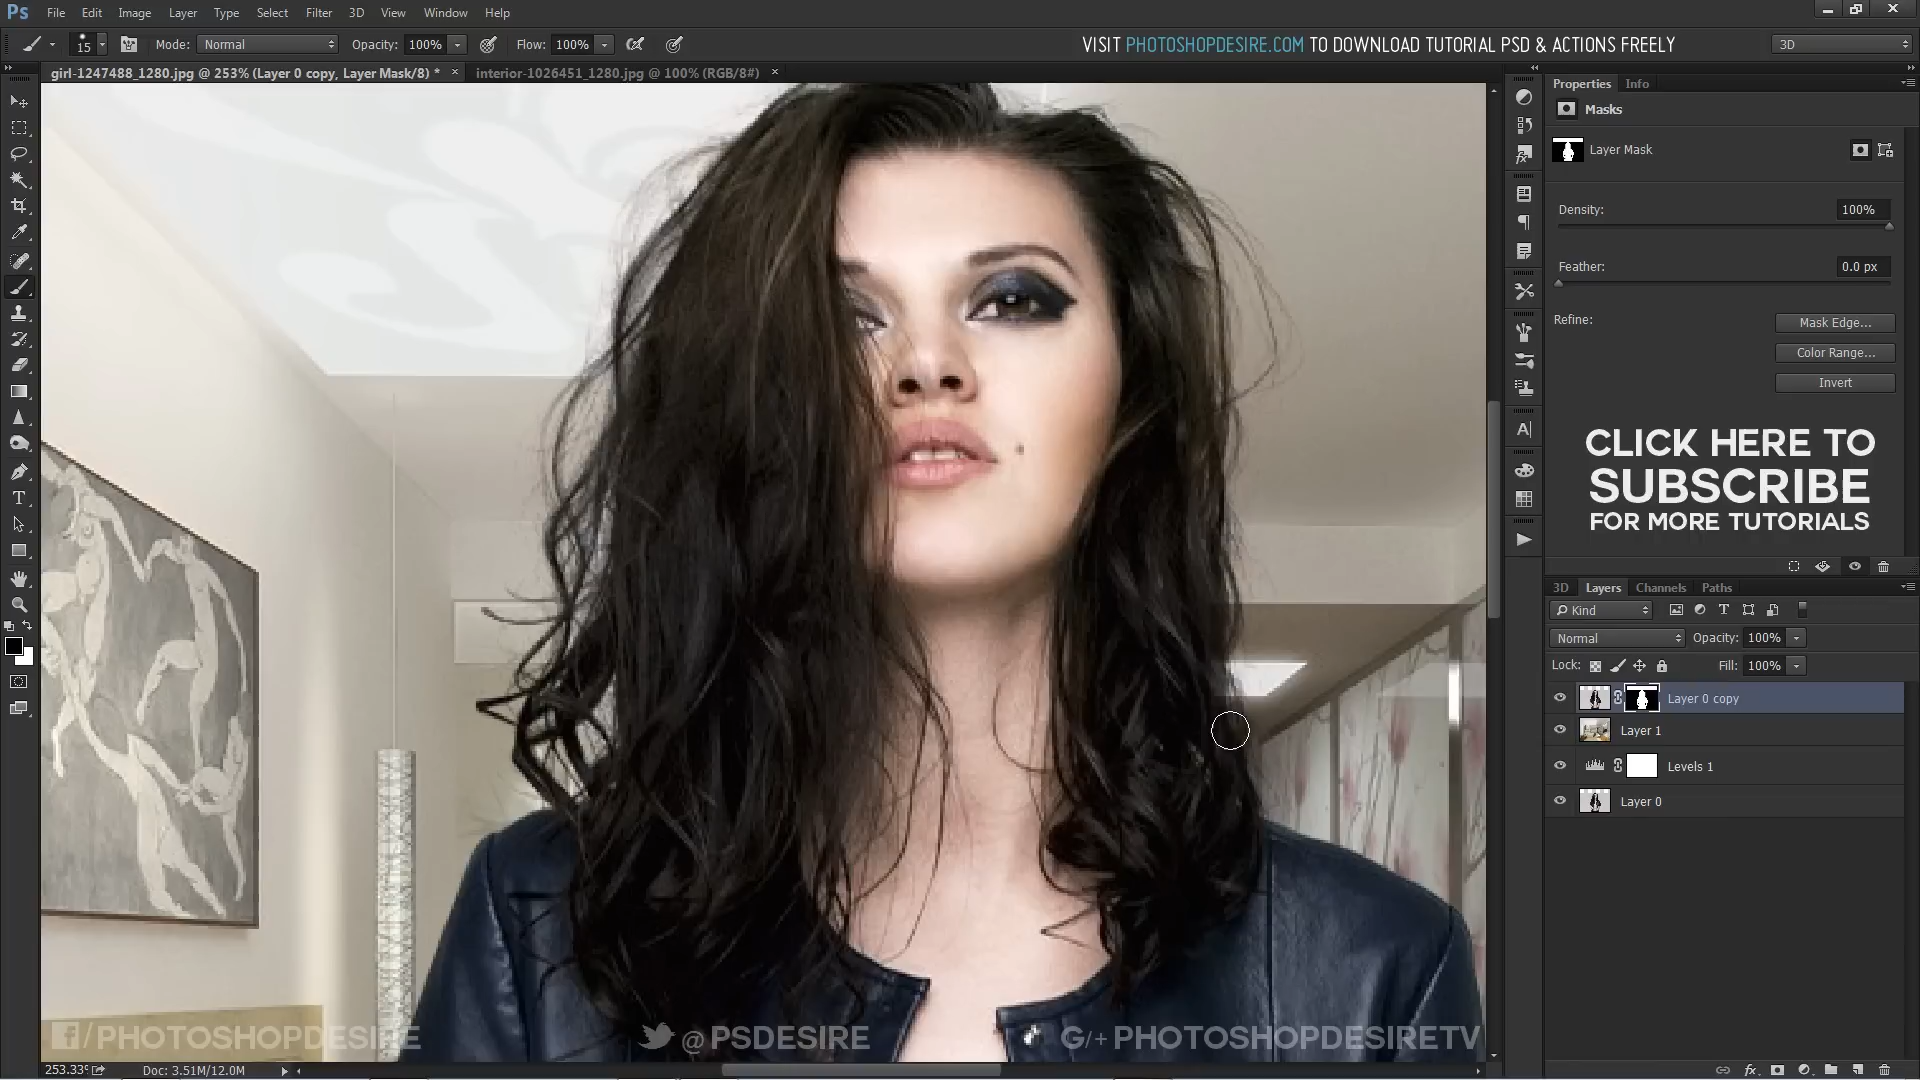 Ps File Edit Image Layer Type Select Filter 3D View Window Help
15 Mode: Normal Opacity: 100% Flow: 100% VISIT PHOTOSHOPDESIRE.COM TO DOWNLOAD TUTORIAL PSD & ACTIONS FREELY 3D
girl-1247488_1280.jpg @ 253% (Layer 0 copy, Layer Mask/8) * × interior-1026451_1280.jpg @ 100% (RGB/8#) ×
Properties Info
Masks
Layer Mask
Density: 100%
Feather: 0.0 px
Refine: Mask Edge...
Color Range...
Invert
CLICK HERE TO
SUBSCRIBE
FOR MORE TUTORIALS
3D Layers Channels Paths
Kind
Normal Opacity: 100%
Lock: Fill: 100%
Layer 0 copy
Layer 1
Levels 1
Layer 0
f/PHOTOSHOPDESIRE @PSDESIRE G/+PHOTOSHOPDESIRETV
253.33% Doc: 3.51M/12.0M